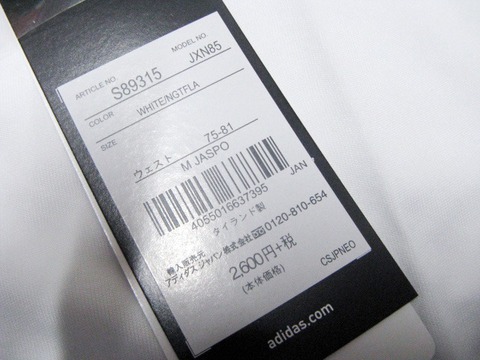 ARTICLE NO. S89315 MODEL NO. JXN85
COLOR WHITE/NGTFLA
SIZE
ウェスト 75-81
M JASPO
4055016637395 JAN
タイランド製
輸入販売元
アディダス ジャパン株式会社 0120-810-654
2,600円+税
(本体価格) CSJPNEO
adidas.com